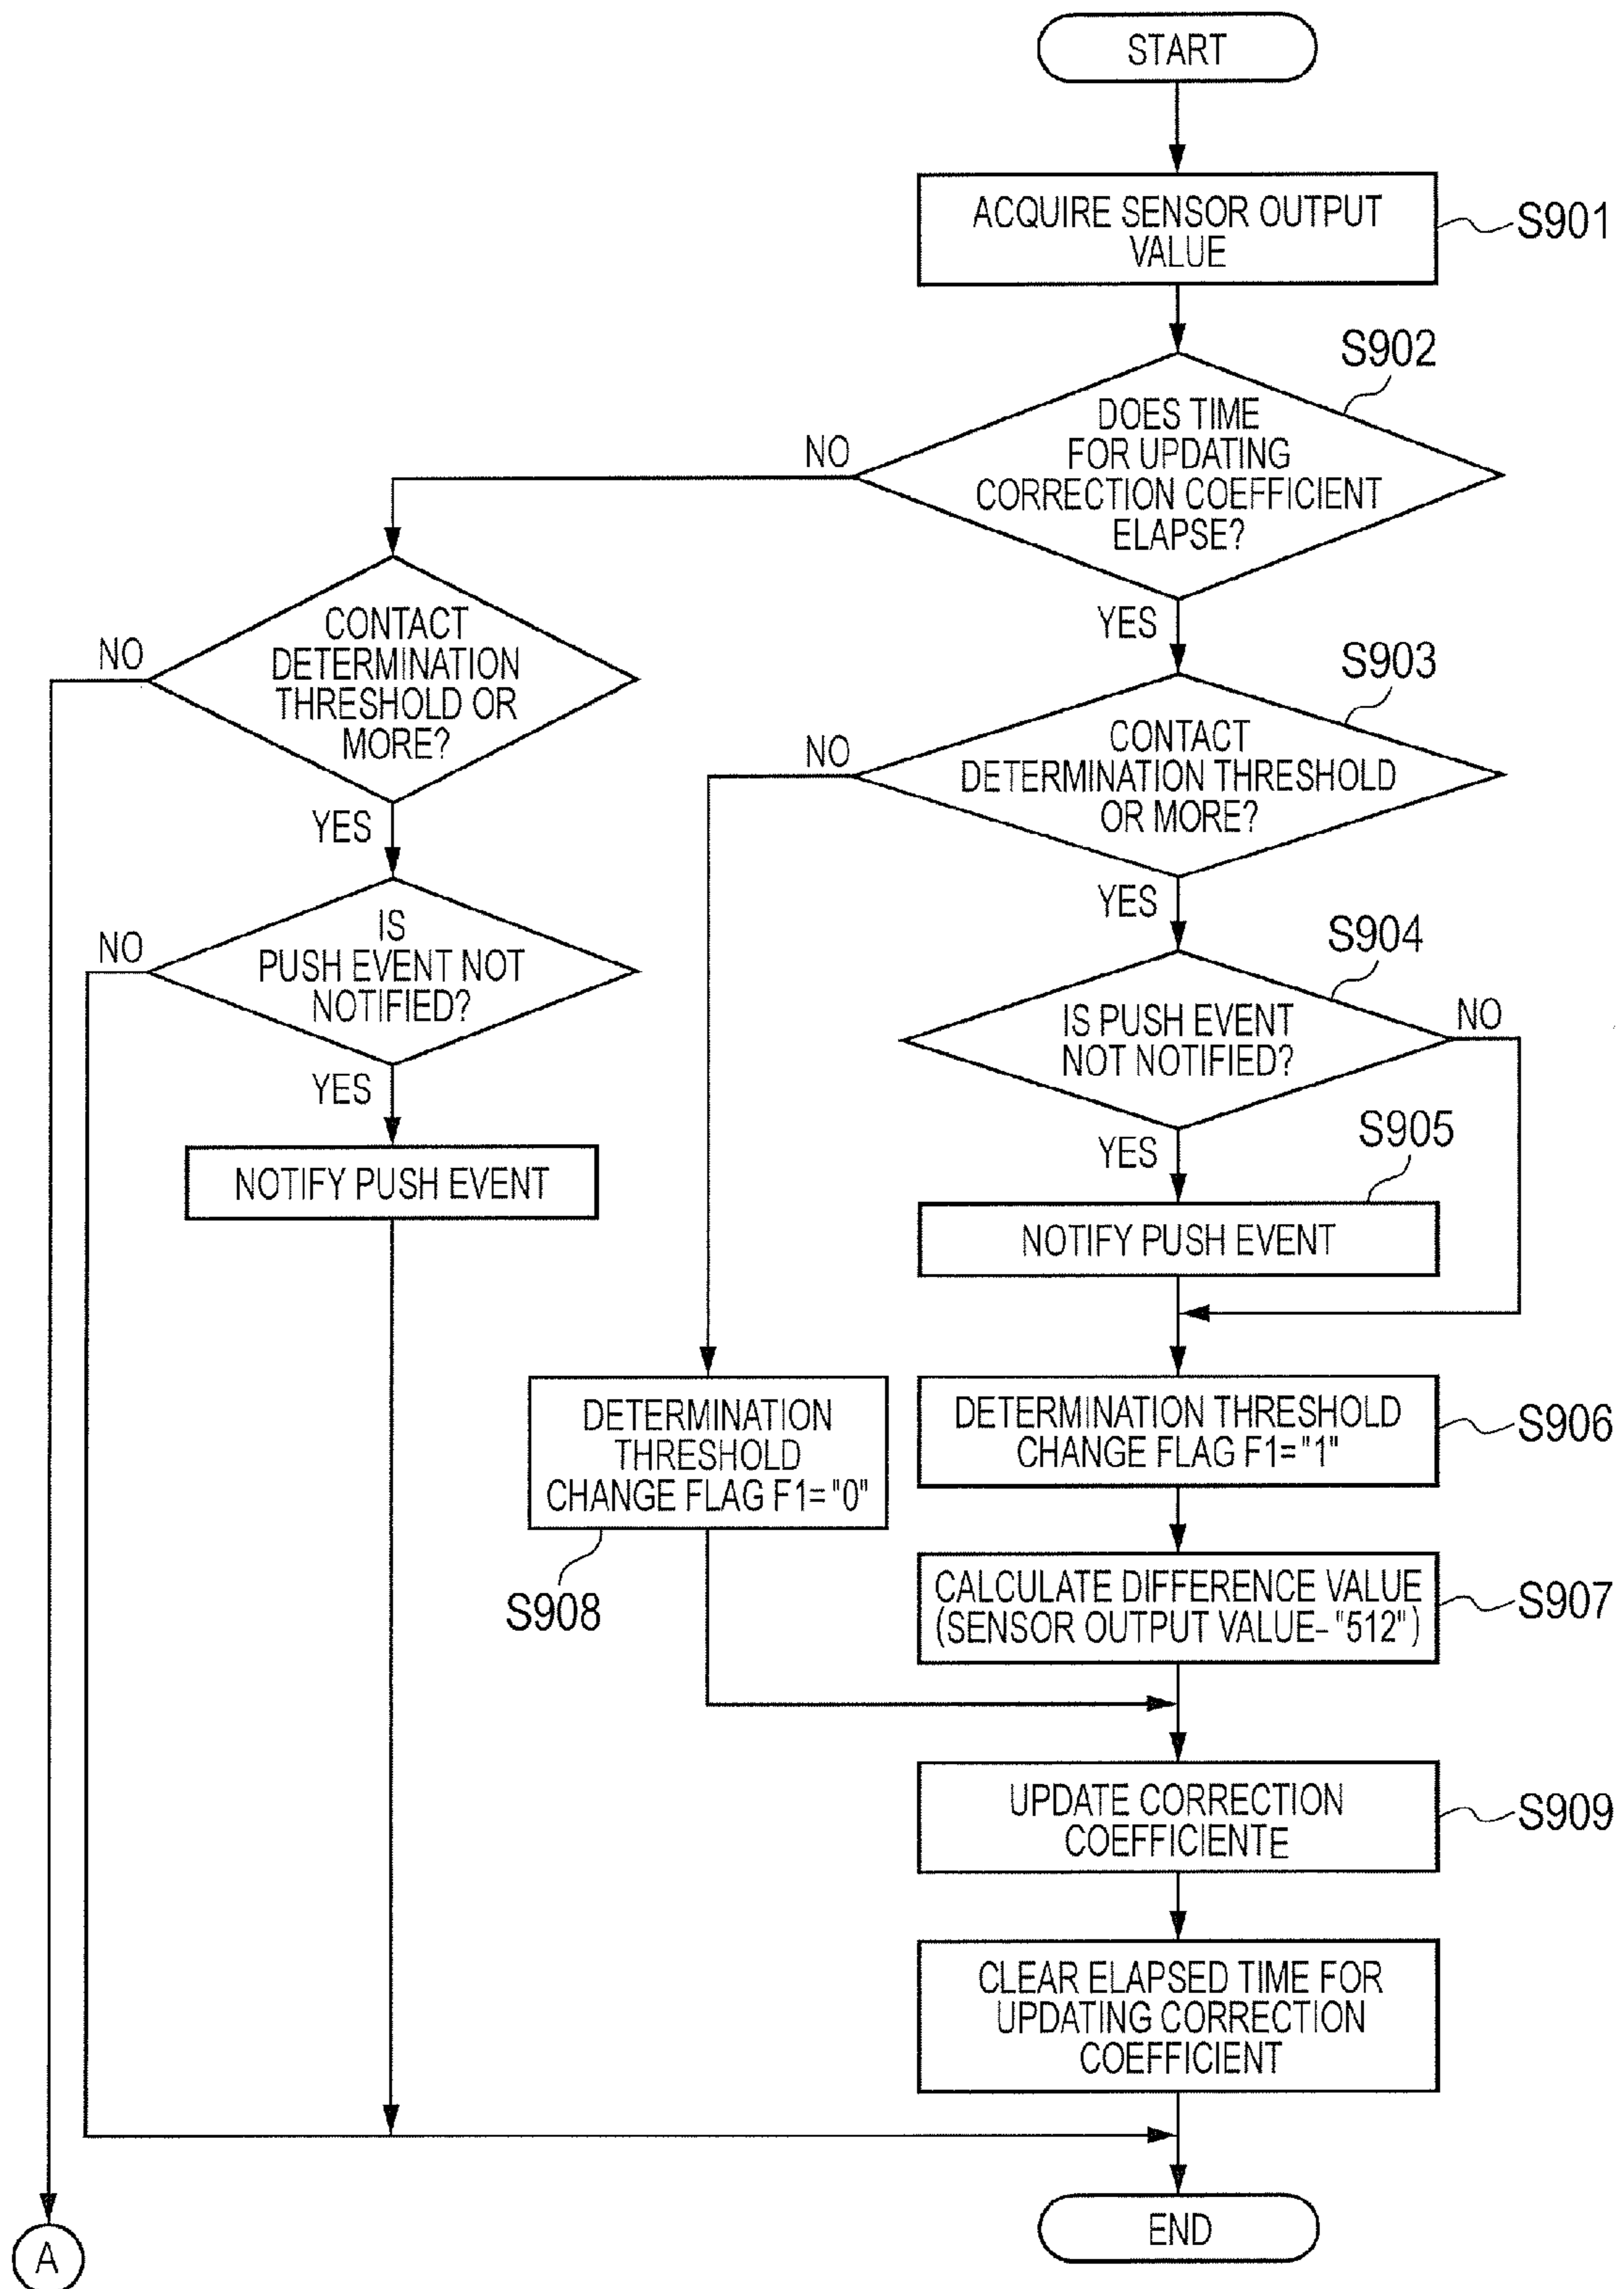 START
ACQUIRE SENSOR OUTPUT
VALUE
S901
S902
DOES TIME
FOR UPDATING
CORRECTION COEFFICIENT
ELAPSE?
NO
YES
CONTACT
DETERMINATION
THRESHOLD OR
MORE?
NO
YES
S903
CONTACT
DETERMINATION THRESHOLD
OR MORE?
NO
YES
IS
PUSH EVENT NOT
NOTIFIED?
NO
YES
S904
IS PUSH EVENT
NOT NOTIFIED?
NO
YES
NOTIFY PUSH EVENT
S905
NOTIFY PUSH EVENT
DETERMINATION
THRESHOLD
CHANGE FLAG F1= "0"
S908
DETERMINATION THRESHOLD
CHANGE FLAG F1= "1"
S906
CALCULATE DIFFERENCE VALUE
(SENSOR OUTPUT VALUE- "512")
S907
UPDATE CORRECTION
COEFFICIENTE
S909
CLEAR ELAPSED TIME FOR
UPDATING CORRECTION
COEFFICIENT
END
A